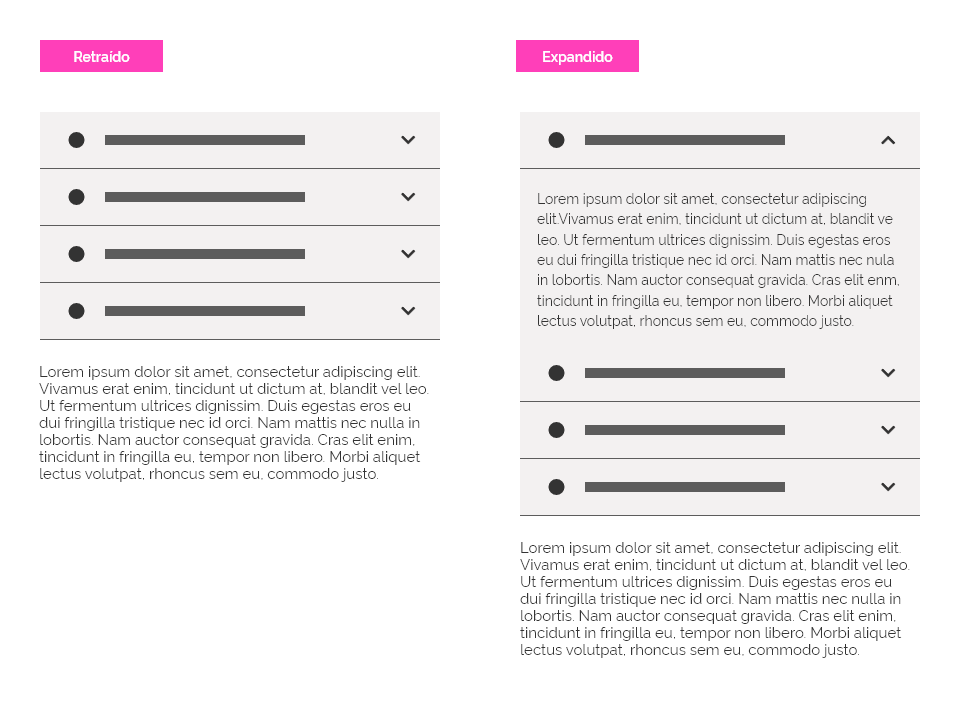 Retraído
Lorem ipsum dolor sit amet, consectetur adipiscing elit.
Vivamus erat enim, tincidunt ut dictum at, blandit vel leo.
Ut fermentum ultrices dignissim. Duis egestas eros eu
dui fringilla tristique nec id orci. Nam mattis nec nulla in
lobortis. Nam auctor consequat gravida. Cras elit enim,
tincidunt in fringilla eu, tempor non libero. Morbi aliquet
lectus volutpat, rhoncus sem eu, commodo justo.
Expandido
Lorem ipsum dolor sit amet, consectetur adipiscing
elit.Vivamus erat enim, tincidunt ut dictum at, blandit ve
leo. Ut fermentum ultrices dignissim. Duis egestas eros
eu dui fringilla tristique nec id orci. Nam mattis nec nula
in lobortis. Nam auctor consequat gravida. Cras elit enm,
tincidunt in fringilla eu, tempor non libero. Morbi aliquet
lectus volutpat, rhoncus sem eu, commodo justo.
Lorem ipsum dolor sit amet, consectetur adipiscing elit.
Vivamus erat enim, tincidunt ut dictum at, blandit vel leo.
Ut fermentum ultrices dignissim. Duis egestas eros eu
dui fringilla tristique nec id orci. Nam mattis nec nulla in
lobortis. Nam auctor consequat gravida. Cras elit enim,
tincidunt in fringilla eu, tempor non libero. Morbi aliquet
lectus volutpat, rhoncus sem eu, commodo justo.